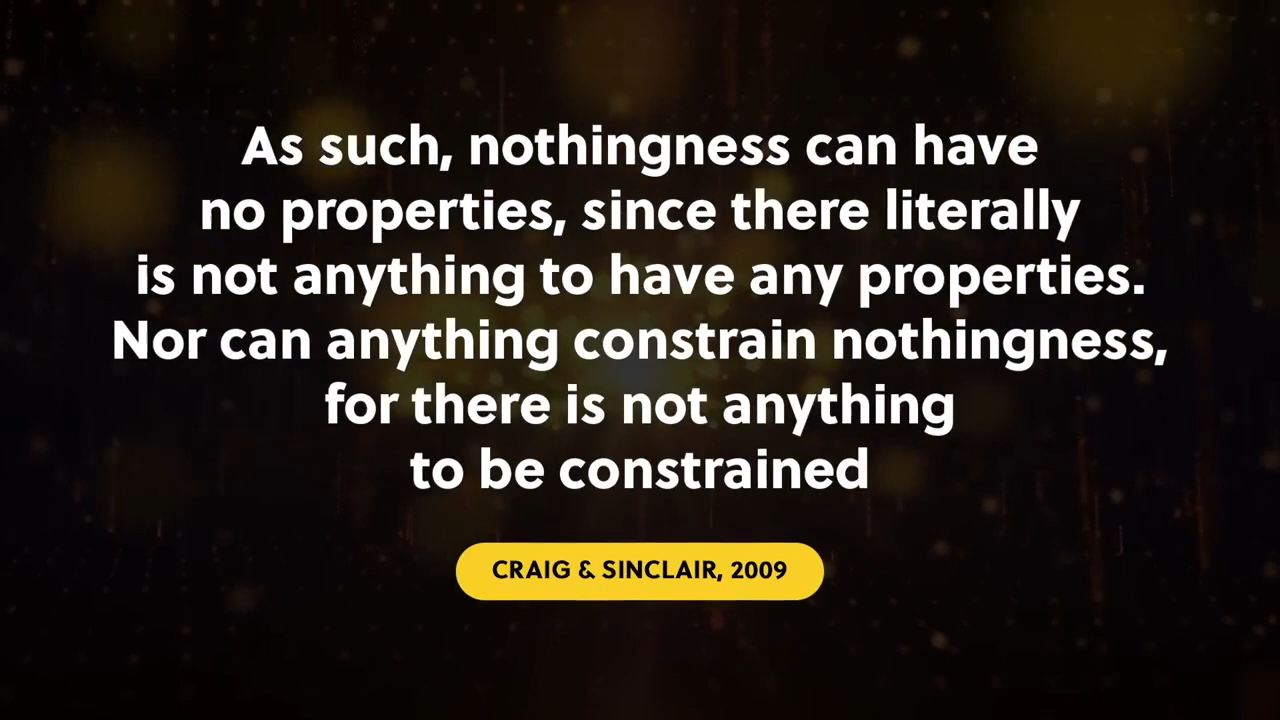 As such, nothingness can have
no properties, since there literally
is not anything to have any properties.
Nor can anything constrain nothingness,
for there is not anything
to be constrained
CRAIG & SINCLAIR, 2009